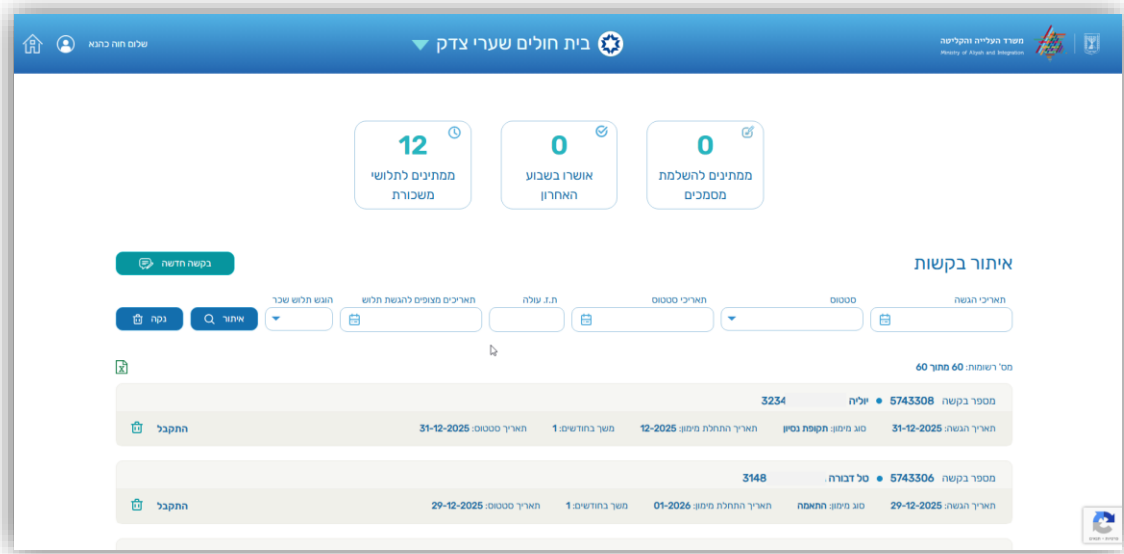 משרד העלייה והקליטה
Ministry of Aliyah and Integration
בית חולים שערי צדק
שלום חוה כהנא
0
ממתינים להשלמת
מסמכים
0
אושרו בשבוע
האחרון
12
ממתינים לתלושי
משכורת
איתור בקשות
בקשה חדשה
תאריכי הגשה
סטטוס
תאריכי סטטוס
ת.ז. עולה
תאריכים מצופים להגשת תלוש
הוגש תלוש שכר
איתור
נקה
מס' רשומות: 60 מתוך 60
מספר בקשה 5743308 • יוליה 3234
תאריך הגשה: 31-12-2025 סוג מימון: תקופת נסיון תאריך התחלת מימון: 12-2025 משך בחודשים: 1 תאריך סטטוס: 31-12-2025 התקבל
מספר בקשה 5743306 • טל דבורה 3148
תאריך הגשה: 29-12-2025 סוג מימון: התאמה תאריך התחלת מימון: 01-2026 משך בחודשים: 1 תאריך סטטוס: 29-12-2025 התקבל